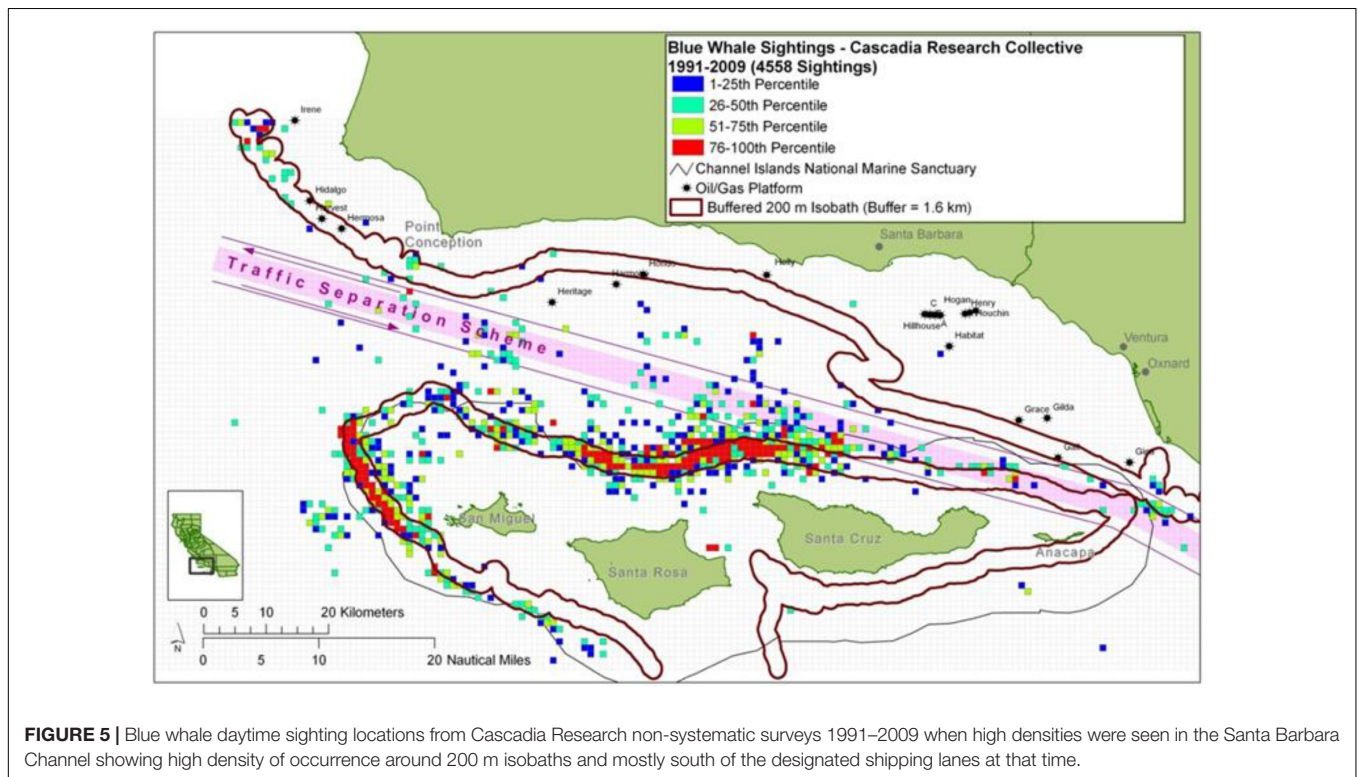 Blue Whale Sightings - Cascadia Research Collective
1991-2009 (4558 Sightings)
1-25th Percentile
26-50th Percentile
51-75th Percentile
76-100th Percentile
Channel Islands National Marine Sanctuary
Oil/Gas Platform
Buffered 200 m Isobath (Buffer = 1.6 km)
Irene
Hidalgo
Harvest
Hermosa
Point
Conception
Santa Barbara
Hondo
Holly
Heritage
Traffic Separation Scheme
C
Hogan
Henry
Houchin
Hillhouse
A
Habitat
Ventura
Oxnard
Grace
Gilda
Gail
Gina
San Miguel
Santa Cruz
Santa Rosa
Anacapa
0 5 10 20 Kilometers
N
0 5 10 20 Nautical Miles
FIGURE 5 | Blue whale daytime sighting locations from Cascadia Research non-systematic surveys 1991–2009 when high densities were seen in the Santa Barbara
Channel showing high density of occurrence around 200 m isobaths and mostly south of the designated shipping lanes at that time.